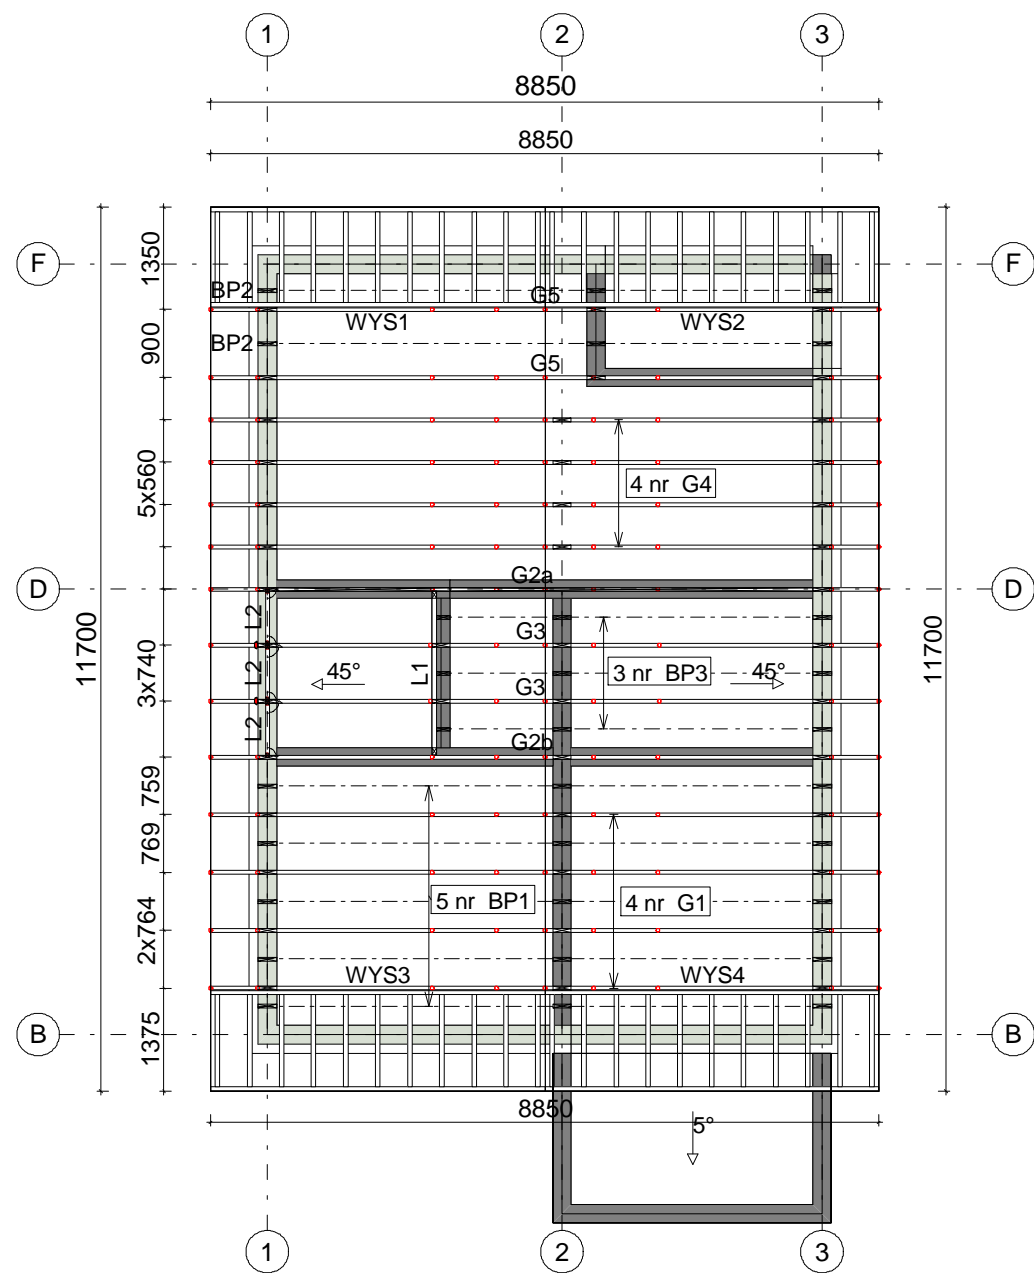 1 2 3
8850
8850
F F
1350
BP2 G5
WYS1 WYS2
900
BP2
G5
5x560
4 nr G4
D D
G2a
11700 11700
L2
G3
3x740
L2 L1 45° 3 nr BP3 45°
G3
L2
G2b
759
769
5 nr BP1 4 nr G1
2x764
WYS3 WYS4
B B
1375
8850
5°
1 2 3